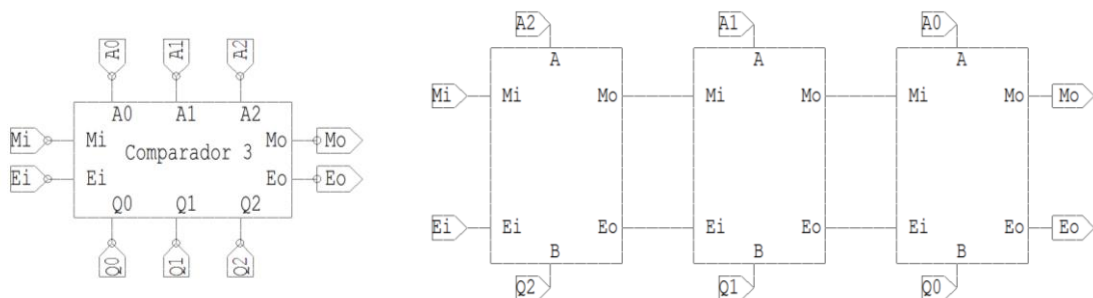 A0 A1 A2
A0 A1 A2
Mi Mi Mo Mo
Comparador 3
Ei Ei Eo Eo
Q0 Q1 Q2
Q0 Q1 Q2
A2 A1 A0
A A A
Mi Mi Mo Mi Mo Mi Mo Mo
Ei Ei Eo Ei Eo Ei Eo Eo
B B B
Q2 Q1 Q0